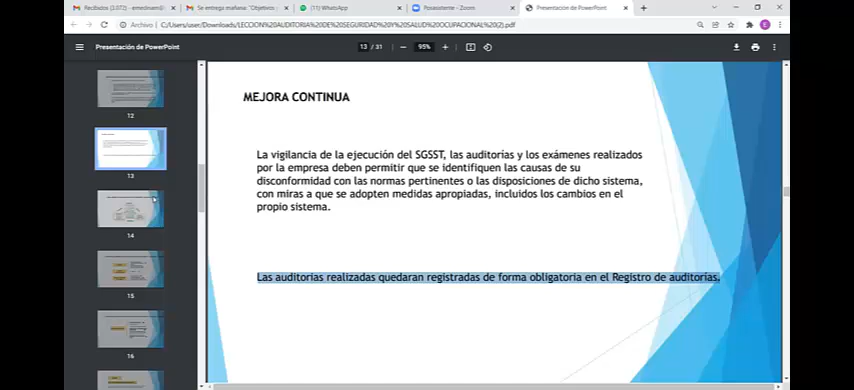 Recibidos (3.072) - emednam@
Se entrega mañana: "Objetivos y
(11) WhatsApp
Posasistente - Zoom
Presentación de PowerPoint
Archivo | C:/Users/user/Downloads/LECCION%20AUDITORIA%20DE%20SEGURIDAD%20Y%20SALUD%20OCUPACIONAL%20(2).pdf
Presentación de PowerPoint
13 / 31
95%
12
13
14
15
16
MEJORA CONTINUA
La vigilancia de la ejecución del SGSST, las auditorías y los exámenes realizados
por la empresa deben permitir que se identifiquen las causas de su
disconformidad con las normas pertinentes o las disposiciones de dicho sistema,
con miras a que se adopten medidas apropiadas, incluidos los cambios en el
propio sistema.
Las auditorias realizadas quedaran registradas de forma obligatoria en el Registro de auditorías.